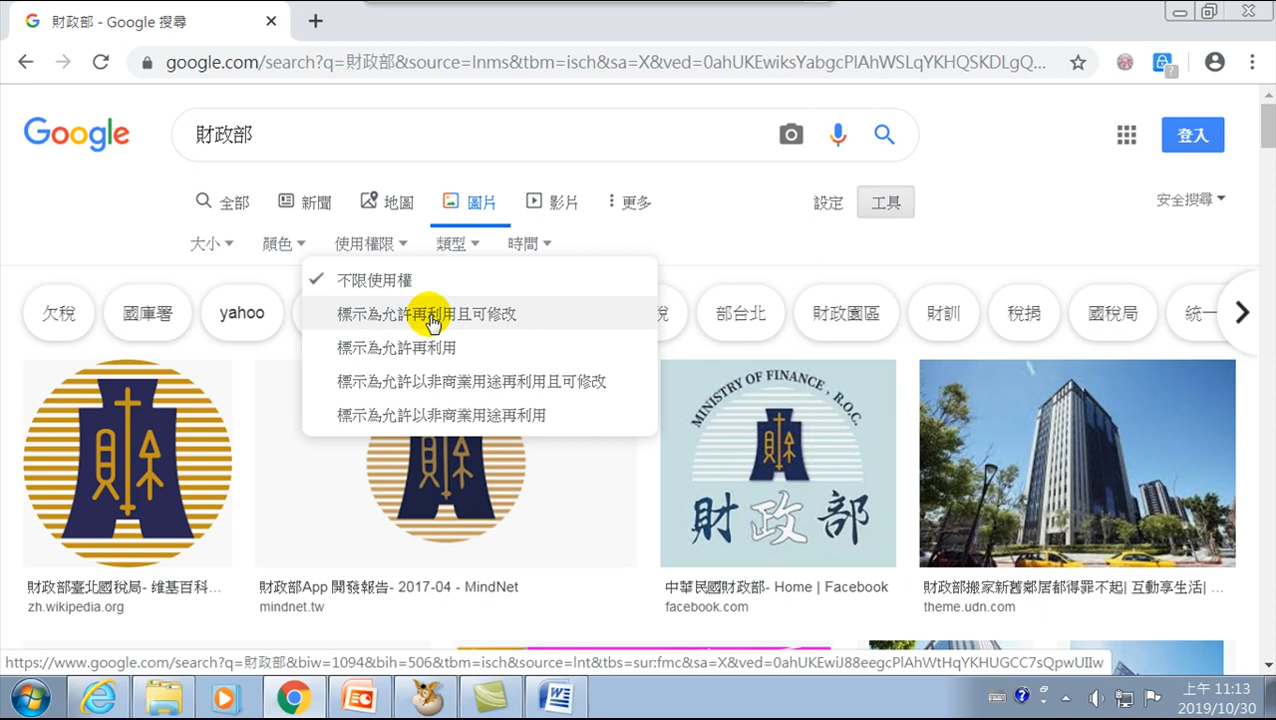 財政部 - Google 搜尋
google.com/search?q=財政部&source=lnms&tbm=isch&sa=X&ved=0ahUKEwiksYabgcPlAhWSLqYKHQSKDLgQ...
Google 財政部 登入
全部 新聞 地圖 圖片 影片 更多 設定 工具 安全搜尋
大小 顏色 使用權限 類型 時間
不限使用權
標示為允許再利用且可修改
標示為允許再利用
標示為允許以非商業用途再利用且可修改
標示為允許以非商業用途再利用
欠稅 國庫署 yahoo 稅 部台北 財政園區 財訓 稅捐 國稅局 統一
MINISTRY OF FINANCE, R.O.C.
財政部
財政部臺北國稅局- 維基百科... 財政部App 開發報告- 2017-04 - MindNet 中華民國財政部- Home | Facebook 財政部搬家新舊鄰居都得罪不起| 互動享生活| ...
zh.wikipedia.org mindnet.tw facebook.com theme.udn.com
https://www.google.com/search?q=財政部&biw=1094&bih=506&tbm=isch&source=lnt&tbs=sur:fmc&sa=X&ved=0ahUKEwiJ88eegcPlAhWtHqYKHUGCC7sQpwUIIw
上午 11:13
2019/10/30